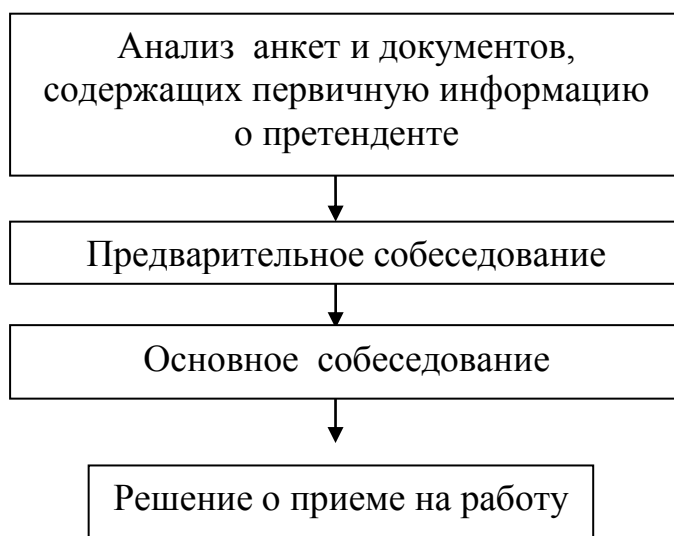 Анализ анкет и документов,
содержащих первичную информацию
о претенденте
Предварительное собеседование
Основное собеседование
Решение о приеме на работу